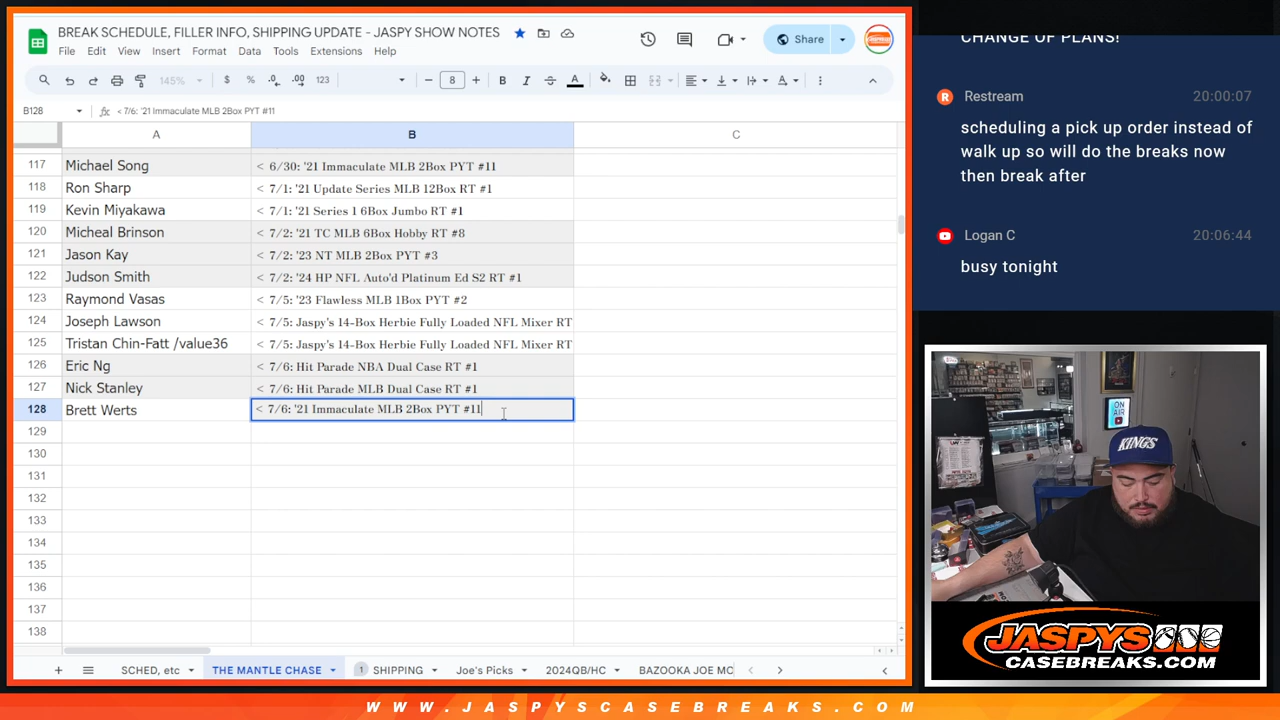 BREAK SCHEDULE, FILLER INFO, SHIPPING UPDATE - JASPY SHOW NOTES
File Edit View Insert Format Data Tools Extensions Help
Share
145% $ % .0 .00 123 - 8 + B I A
B128 fx < 7/6: '21 Immaculate MLB 2Box PYT #11
A B C
117 Michael Song < 6/30: '21 Immaculate MLB 2Box PYT #11
118 Ron Sharp < 7/1: '21 Update Series MLB 12Box RT #1
119 Kevin Miyakawa < 7/1: '21 Series 1 6Box Jumbo RT #1
120 Micheal Brinson < 7/2: '21 TC MLB 6Box Hobby RT #8
121 Jason Kay < 7/2: '23 NT MLB 2Box PYT #3
122 Judson Smith < 7/2: '24 HP NFL Auto'd Platinum Ed S2 RT #1
123 Raymond Vasas < 7/5: '23 Flawless MLB 1Box PYT #2
124 Joseph Lawson < 7/5: Jaspy's 14-Box Herbie Fully Loaded NFL Mixer RT
125 Tristan Chin-Fatt /value36 < 7/5: Jaspy's 14-Box Herbie Fully Loaded NFL Mixer RT
126 Eric Ng < 7/6: Hit Parade NBA Dual Case RT #1
127 Nick Stanley < 7/6: Hit Parade MLB Dual Case RT #1
128 Brett Werts < 7/6: '21 Immaculate MLB 2Box PYT #11
129
130
131
132
133
134
135
136
137
138
+ SCHED, etc THE MANTLE CHASE 1 SHIPPING Joe's Picks 2024QB/HC BAZOOKA JOE MC
CHANGE OF PLANS!
Restream 20:00:07
scheduling a pick up order instead of
walk up so will do the breaks now
then break after
Logan C 20:06:44
busy tonight
ON AIR
KINGS
JASPYS
CASEBREAKS.COM
WWW.JASPYSCASEBREAKS.COM